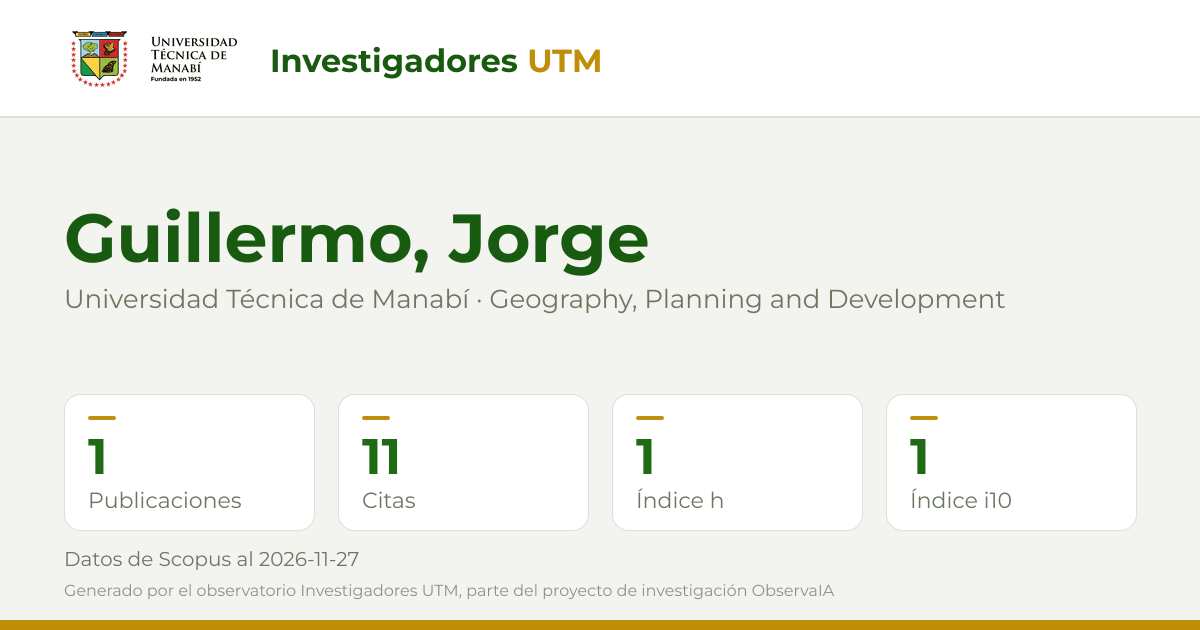 UNIVERSIDAD
TÉCNICA DE
MANABÍ
Fundada en 1952
Investigadores UTM
Guillermo, Jorge
Universidad Técnica de Manabí · Geography, Planning and Development
1
Publicaciones
11
Citas
1
Índice h
1
Índice i10
Datos de Scopus al 2026-11-27
Generado por el observatorio Investigadores UTM, parte del proyecto de investigación ObservaIA